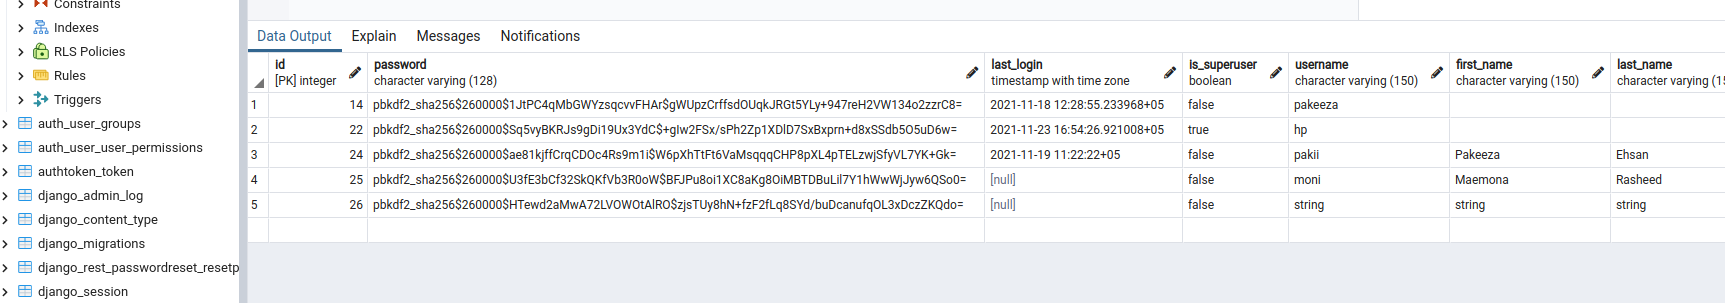 Constraints
Indexes
RLS Policies
Rules
Triggers
auth_user_groups
auth_user_user_permissions
authtoken_token
django_admin_log
django_content_type
django_migrations
django_rest_passwordreset_resetp
django_session
Data Output Explain Messages Notifications
id password last_login is_superuser username first_name last_name
[PK] integer character varying (128) timestamp with time zone boolean character varying (150) character varying (150) character varying (15
1 14 pbkdf2_sha256$260000$1JtPC4qMbGWYzsqcvvFHAr$gWUpzCrffsdOUqkJRGt5YLy+947reH2VW134o2zzrC8= 2021-11-18 12:28:55.233968+05 false pakeeza
2 22 pbkdf2_sha256$260000$Sq5vyBKRJs9gDi19Ux3YdC$+gIw2FSx/sPh2Zp1XDlD7SxBxprn+d8xSSdb5O5uD6w= 2021-11-23 16:54:26.921008+05 true hp
3 24 pbkdf2_sha256$260000$ae81kjffCrqCDOc4Rs9m1i$W6pXhTtFt6VaMsqqqCHP8pXL4pTELzwjSfyVL7YK+Gk= 2021-11-19 11:22:22+05 false pakii Pakeeza Ehsan
4 25 pbkdf2_sha256$260000$U3fE3bCf32SkQKfVb3R0oW$BFJPu8oi1XC8aKg8OiMBTDBuLil7Y1hWwWjJyw6QSo0= [null] false moni Maemona Rasheed
5 26 pbkdf2_sha256$260000$HTewd2aMwA72LVOWOtAlRO$zjsTUy8hN+fzF2fLq8SYd/buDcanufqOL3xDczZKQdo= [null] false string string string